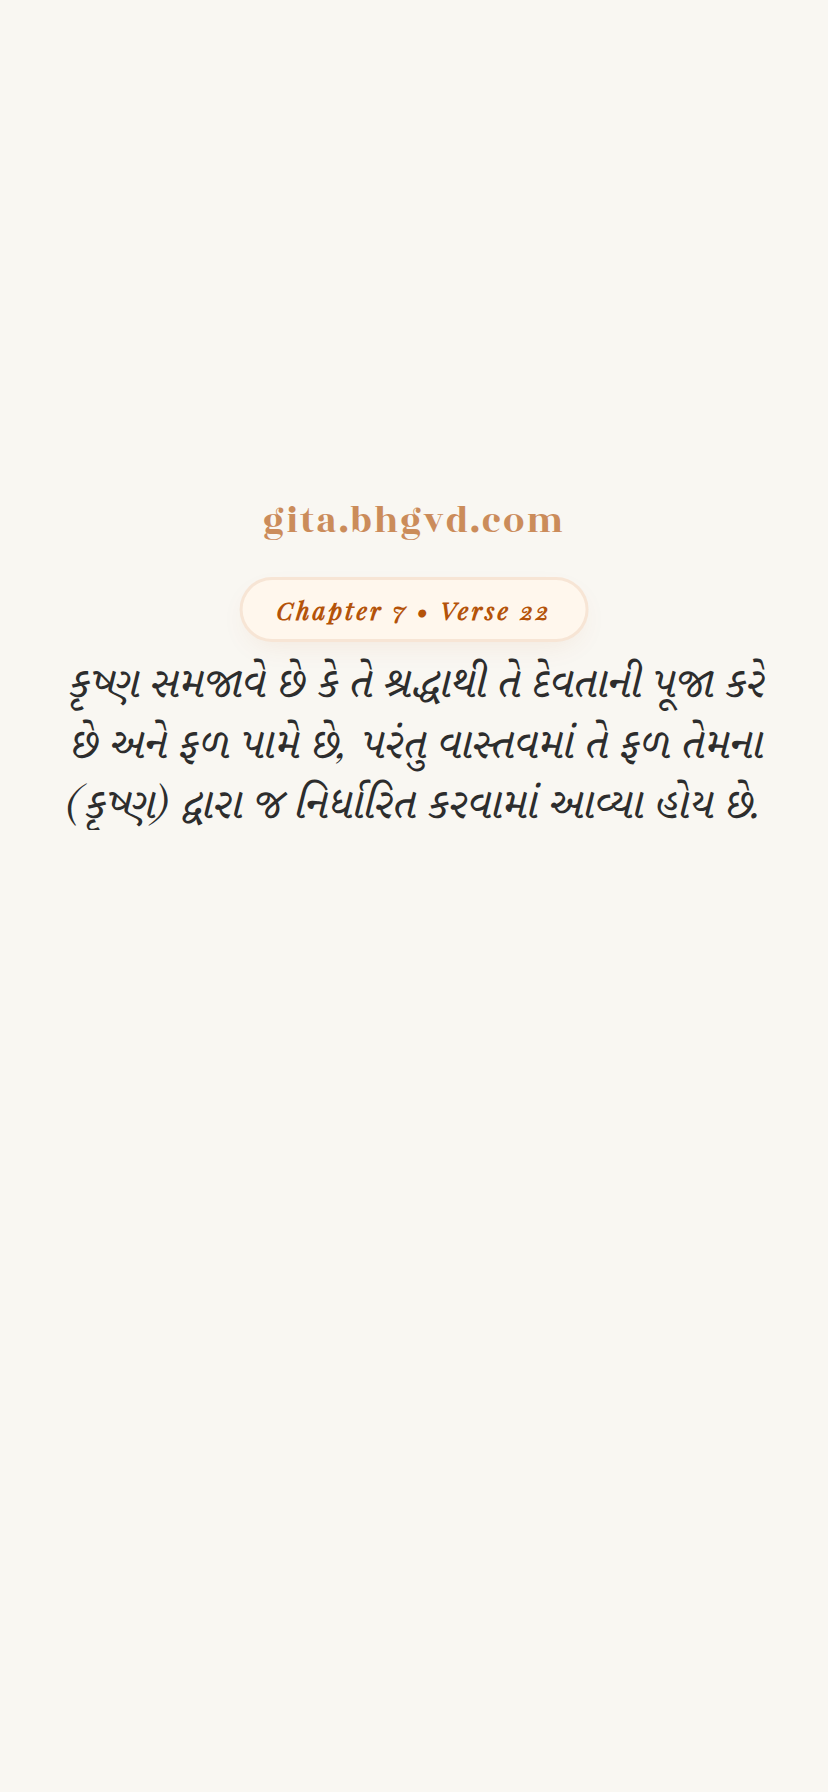 gita.bhgvd.com
Chapter 7 • Verse 22
કૃષ્ણ સમજાવે છે કે તે શ્રદ્ધાથી તે દેવતાની પૂજા કરે
છે અને ફળ પામે છે, પરંતુ વાસ્તવમાં તે ફળ તેમના
(કૃષ્ણ) દ્વારા જ નિર્ધારિત કરવામાં આવ્યા હોય છે.